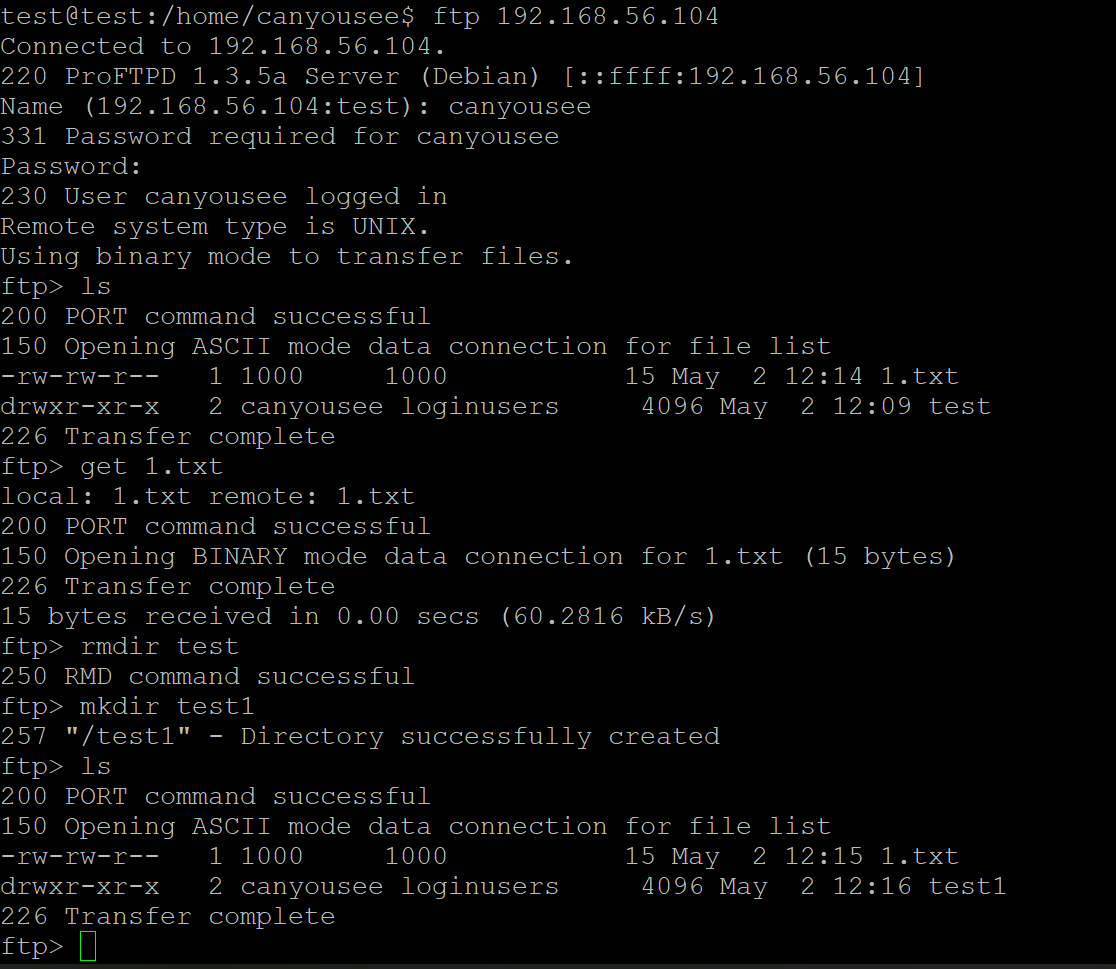 test@test:/home/canyousee$ ftp 192.168.56.104
Connected to 192.168.56.104.
220 ProFTPD 1.3.5a Server (Debian) [::ffff:192.168.56.104]
Name (192.168.56.104:test): canyousee
331 Password required for canyousee
Password:
230 User canyousee logged in
Remote system type is UNIX.
Using binary mode to transfer files.
ftp> ls
200 PORT command successful
150 Opening ASCII mode data connection for file list
-rw-rw-r--   1 1000     1000           15 May  2 12:14 1.txt
drwxr-xr-x   2 canyousee loginusers     4096 May  2 12:09 test
226 Transfer complete
ftp> get 1.txt
local: 1.txt remote: 1.txt
200 PORT command successful
150 Opening BINARY mode data connection for 1.txt (15 bytes)
226 Transfer complete
15 bytes received in 0.00 secs (60.2816 kB/s)
ftp> rmdir test
250 RMD command successful
ftp> mkdir test1
257 "/test1" - Directory successfully created
ftp> ls
200 PORT command successful
150 Opening ASCII mode data connection for file list
-rw-rw-r--   1 1000     1000           15 May  2 12:15 1.txt
drwxr-xr-x   2 canyousee loginusers     4096 May  2 12:16 test1
226 Transfer complete
ftp>